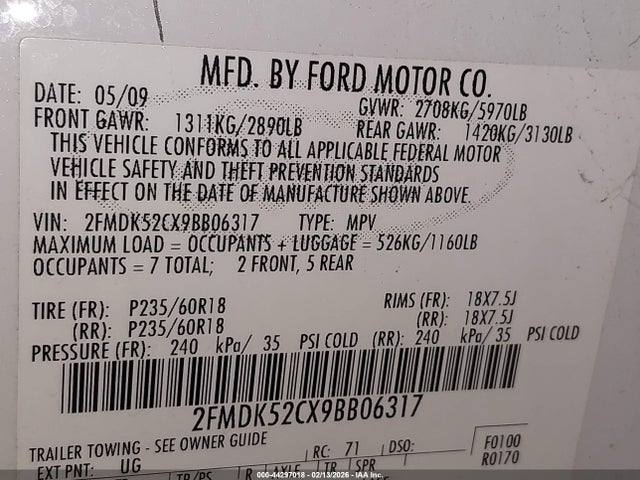 MFD. BY FORD MOTOR CO.
DATE: 05/09 GVWR: 2708KG/5970LB
FRONT GAWR: 1311KG/2890LB REAR GAWR: 1420KG/3130LB
THIS VEHICLE CONFORMS TO ALL APPLICABLE FEDERAL MOTOR
VEHICLE SAFETY AND THEFT PREVENTION STANDARDS
IN EFFECT ON THE DATE OF MANUFACTURE SHOWN ABOVE.
VIN: 2FMDK52CX9BB06317 TYPE: MPV
MAXIMUM LOAD = OCCUPANTS + LUGGAGE = 526KG/1160LB
OCCUPANTS = 7 TOTAL; 2 FRONT, 5 REAR
TIRE (FR): P235/60R18 RIMS (FR): 18X7.5J
(RR): P235/60R18 (RR): 18X7.5J
PRESSURE (FR): 240 kPa/ 35 PSI COLD (RR): 240 kPa/ 35 PSI COLD
2FMDK52CX9BB06317
TRAILER TOWING - SEE OWNER GUIDE RC: 71 DSO: F0100
EXT PNT: UG R0170
TP/PS R AXLE TR SPR
000-44297018 - 02/13/2026 - IAA Inc.